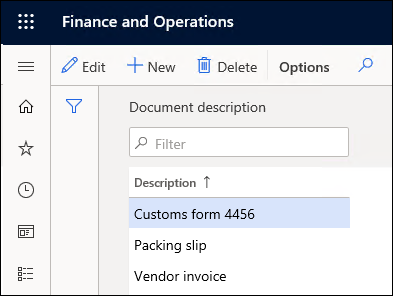 Finance and Operations
Edit New Delete Options
Document description
Filter
Description ↑
Customs form 4456
Packing slip
Vendor invoice